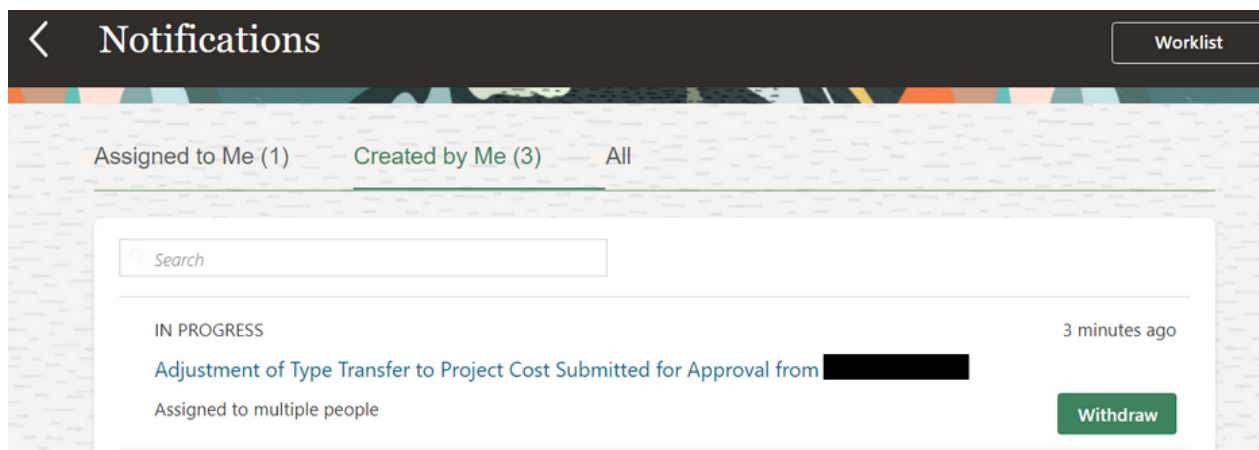 Notifications
Worklist
Assigned to Me (1)
Created by Me (3)
All
Search
IN PROGRESS
3 minutes ago
Adjustment of Type Transfer to Project Cost Submitted for Approval from
Assigned to multiple people
Withdraw